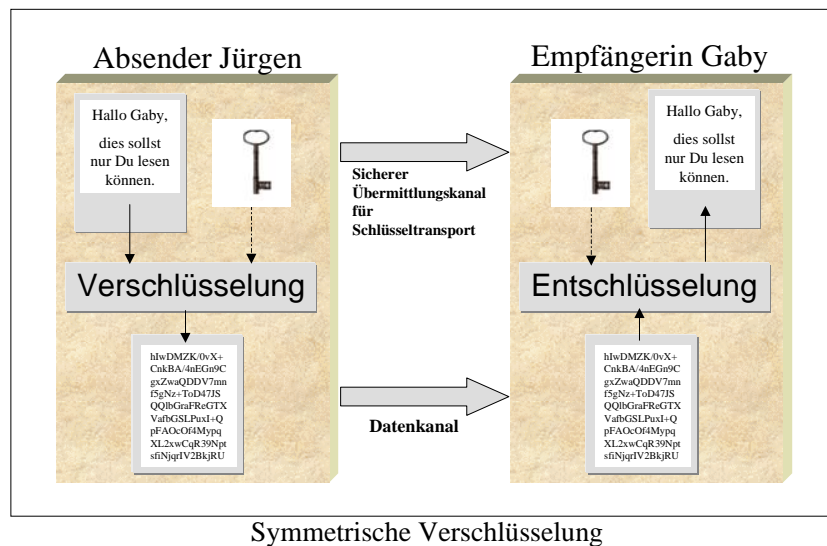 Absender Jürgen
Hallo Gaby,
dies sollst
nur Du lesen
können.
Verschlüsselung
hIwDMZK/0vX+
CnkBA/4nEGn9C
gxZwaQDDV7mn
f5gNz+ToD47JS
QQlbGraFReGTX
VafbGSLPuxI+Q
pFAOcOf4Mypq
XL2xwCqR39Npt
sfiNjqrIV2BkjRU
Sicherer
Übermittlungskanal
für
Schlüsseltransport
Datenkanal
Empfängerin Gaby
Hallo Gaby,
dies sollst
nur Du lesen
können.
Entschlüsselung
hIwDMZK/0vX+
CnkBA/4nEGn9C
gxZwaQDDV7mn
f5gNz+ToD47JS
QQlbGraFReGTX
VafbGSLPuxI+Q
pFAOcOf4Mypq
XL2xwCqR39Npt
sfiNjqrIV2BkjRU
Symmetrische Verschlüsselung